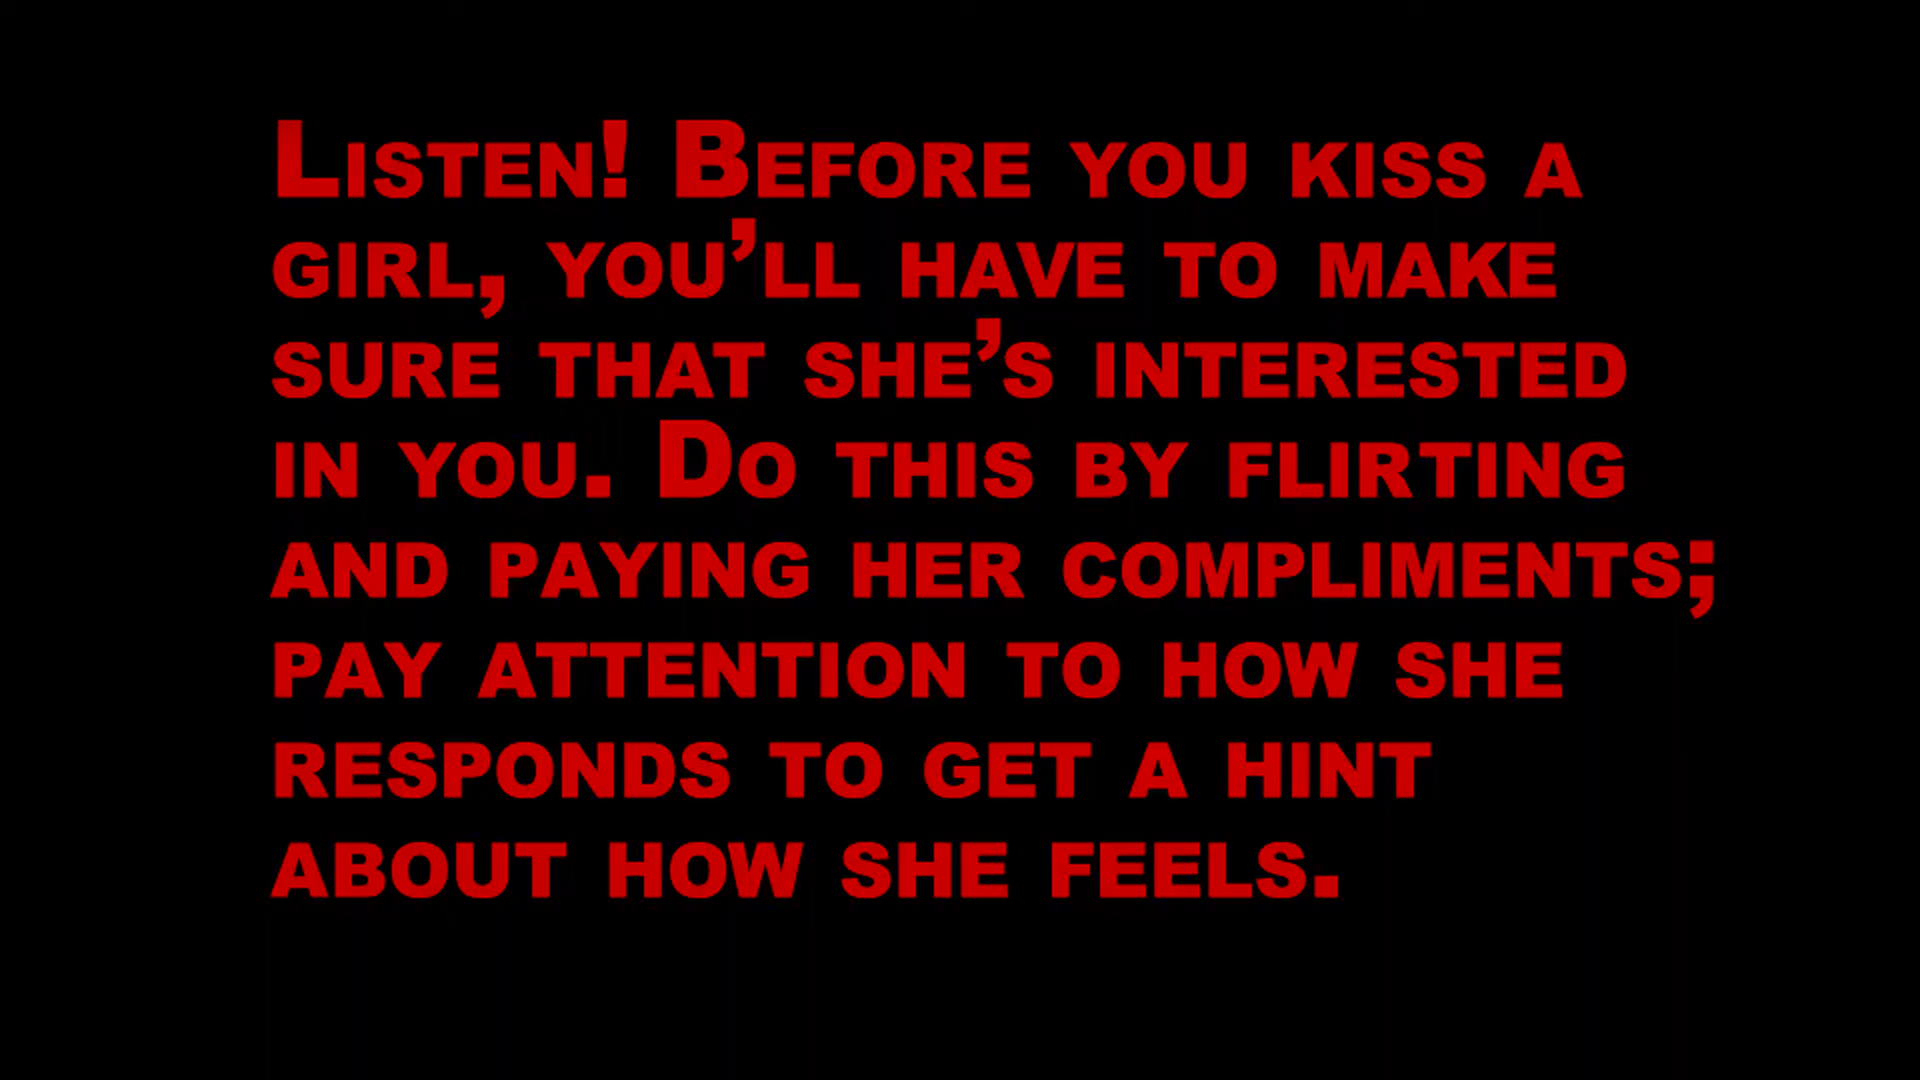 Listen! Before you kiss a
girl, you’ll have to make
sure that she’s interested
in you. Do this by flirting
and paying her compliments;
pay attention to how she
responds to get a hint
about how she feels.